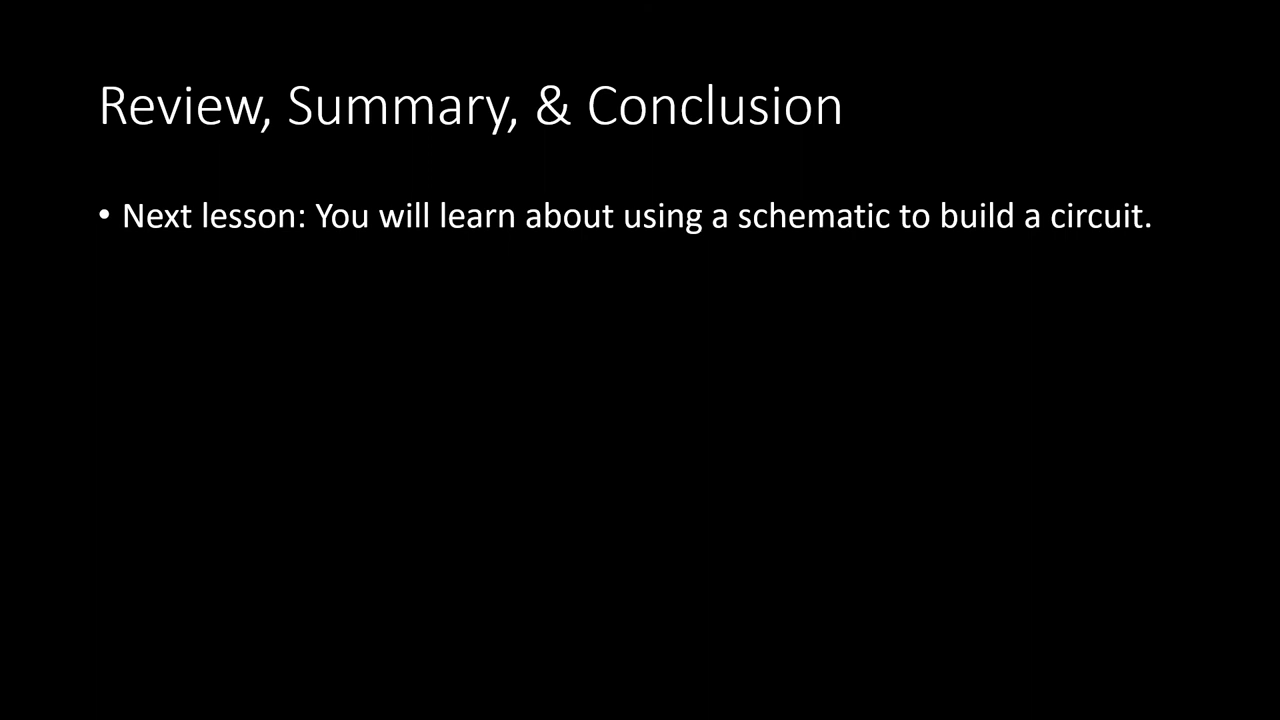 Review, Summary, & Conclusion
• Next lesson: You will learn about using a schematic to build a circuit.